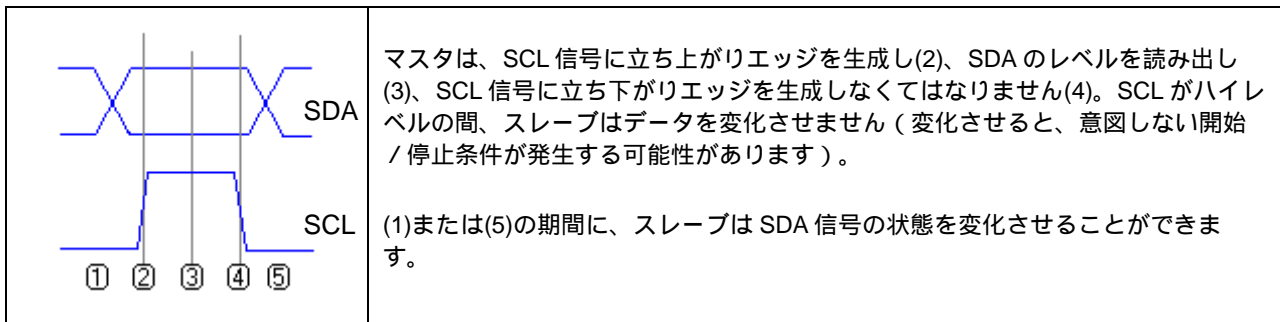 SDA
SCL
① ② ③ ④ ⑤
マスタは、SCL 信号に立ち上がりエッジを生成し(2)、SDA のレベルを読み出し
(3)、SCL 信号に立ち下がりエッジを生成しなくてはなりません(4)。SCL がハイレ
ベルの間、スレーブはデータを変化させません（変化させると、意図しない開始
／停止条件が発生する可能性があります）。
(1)または(5)の期間に、スレーブは SDA 信号の状態を変化させることができま
す。